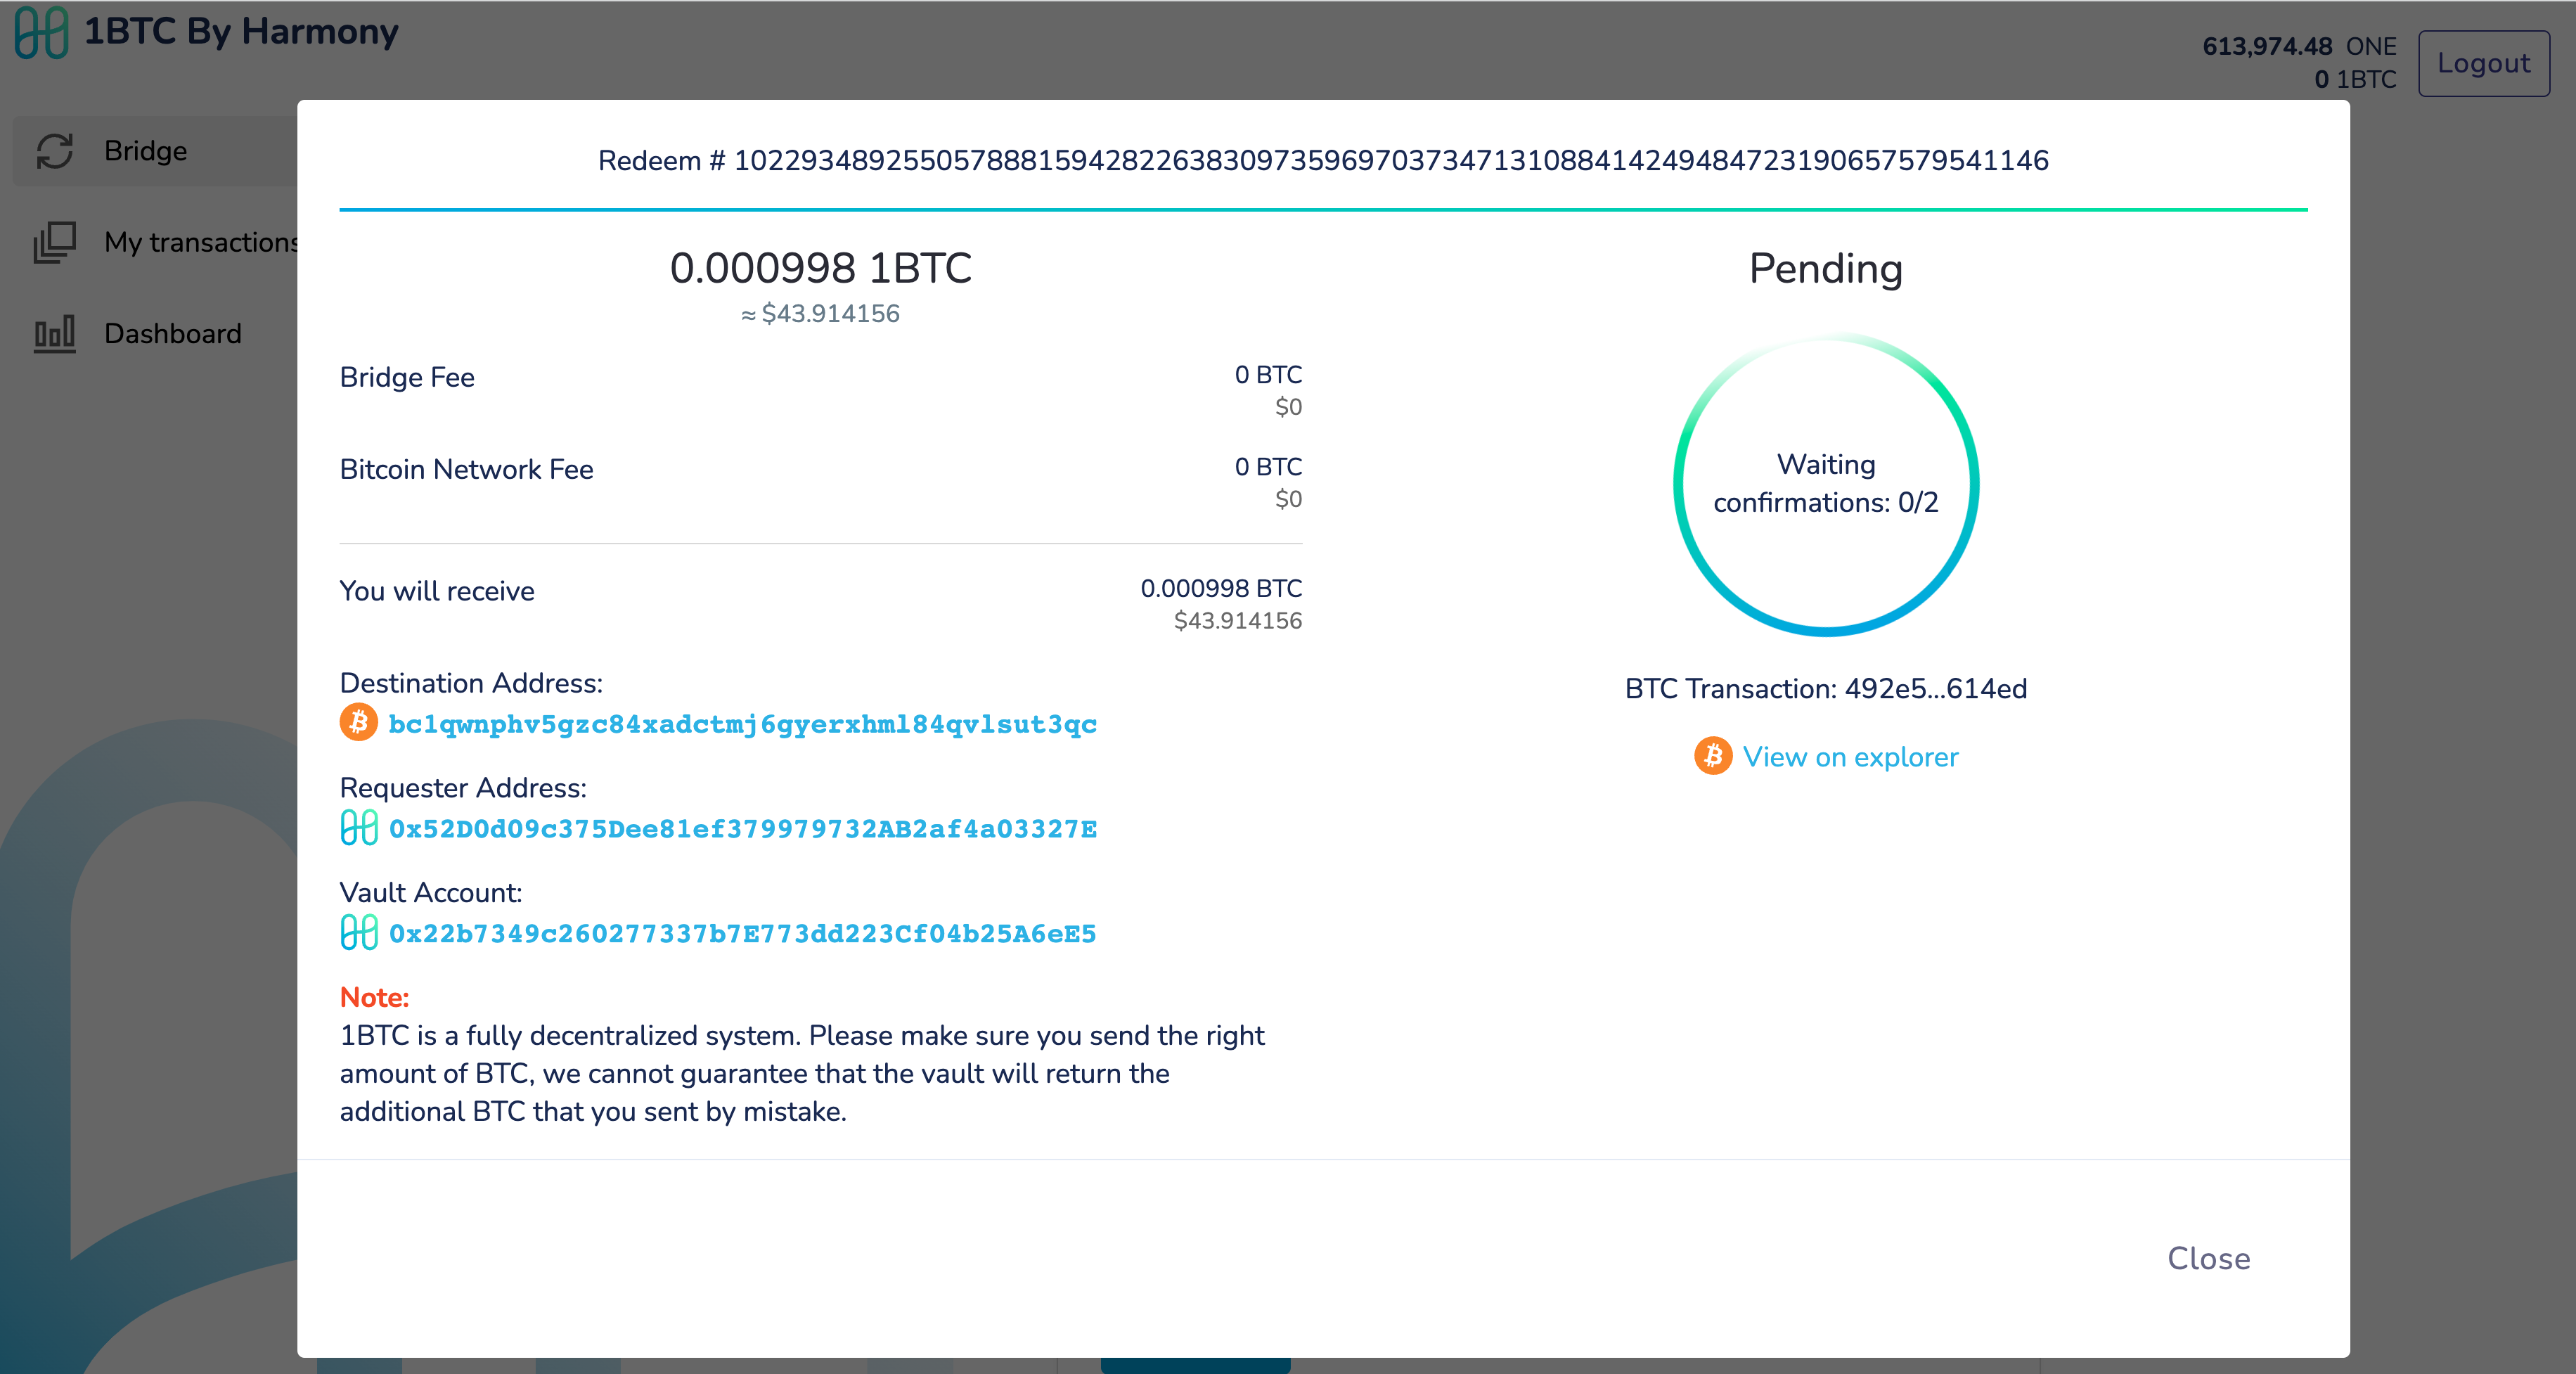 1BTC By Harmony
613,974.48 ONE
0 1BTC
Logout
Bridge
My transactions
Dashboard
Redeem # 102293489255057888159428226383097359697037347131088414249484723190657579541146
0.000998 1BTC
≈ $43.914156
Bridge Fee
0 BTC
$0
Bitcoin Network Fee
0 BTC
$0
You will receive
0.000998 BTC
$43.914156
Destination Address:
bc1qwnphv5gzc84xadctmj6gyerxhml84qvlsut3qc
Requester Address:
0x52D0d09c375Dee81ef379979732AB2af4a03327E
Vault Account:
0x22b7349c260277337b7E773dd223Cf04b25A6eE5
Note:
1BTC is a fully decentralized system. Please make sure you send the right
amount of BTC, we cannot guarantee that the vault will return the
additional BTC that you sent by mistake.
Pending
Waiting
confirmations: 0/2
BTC Transaction: 492e5...614ed
View on explorer
Close